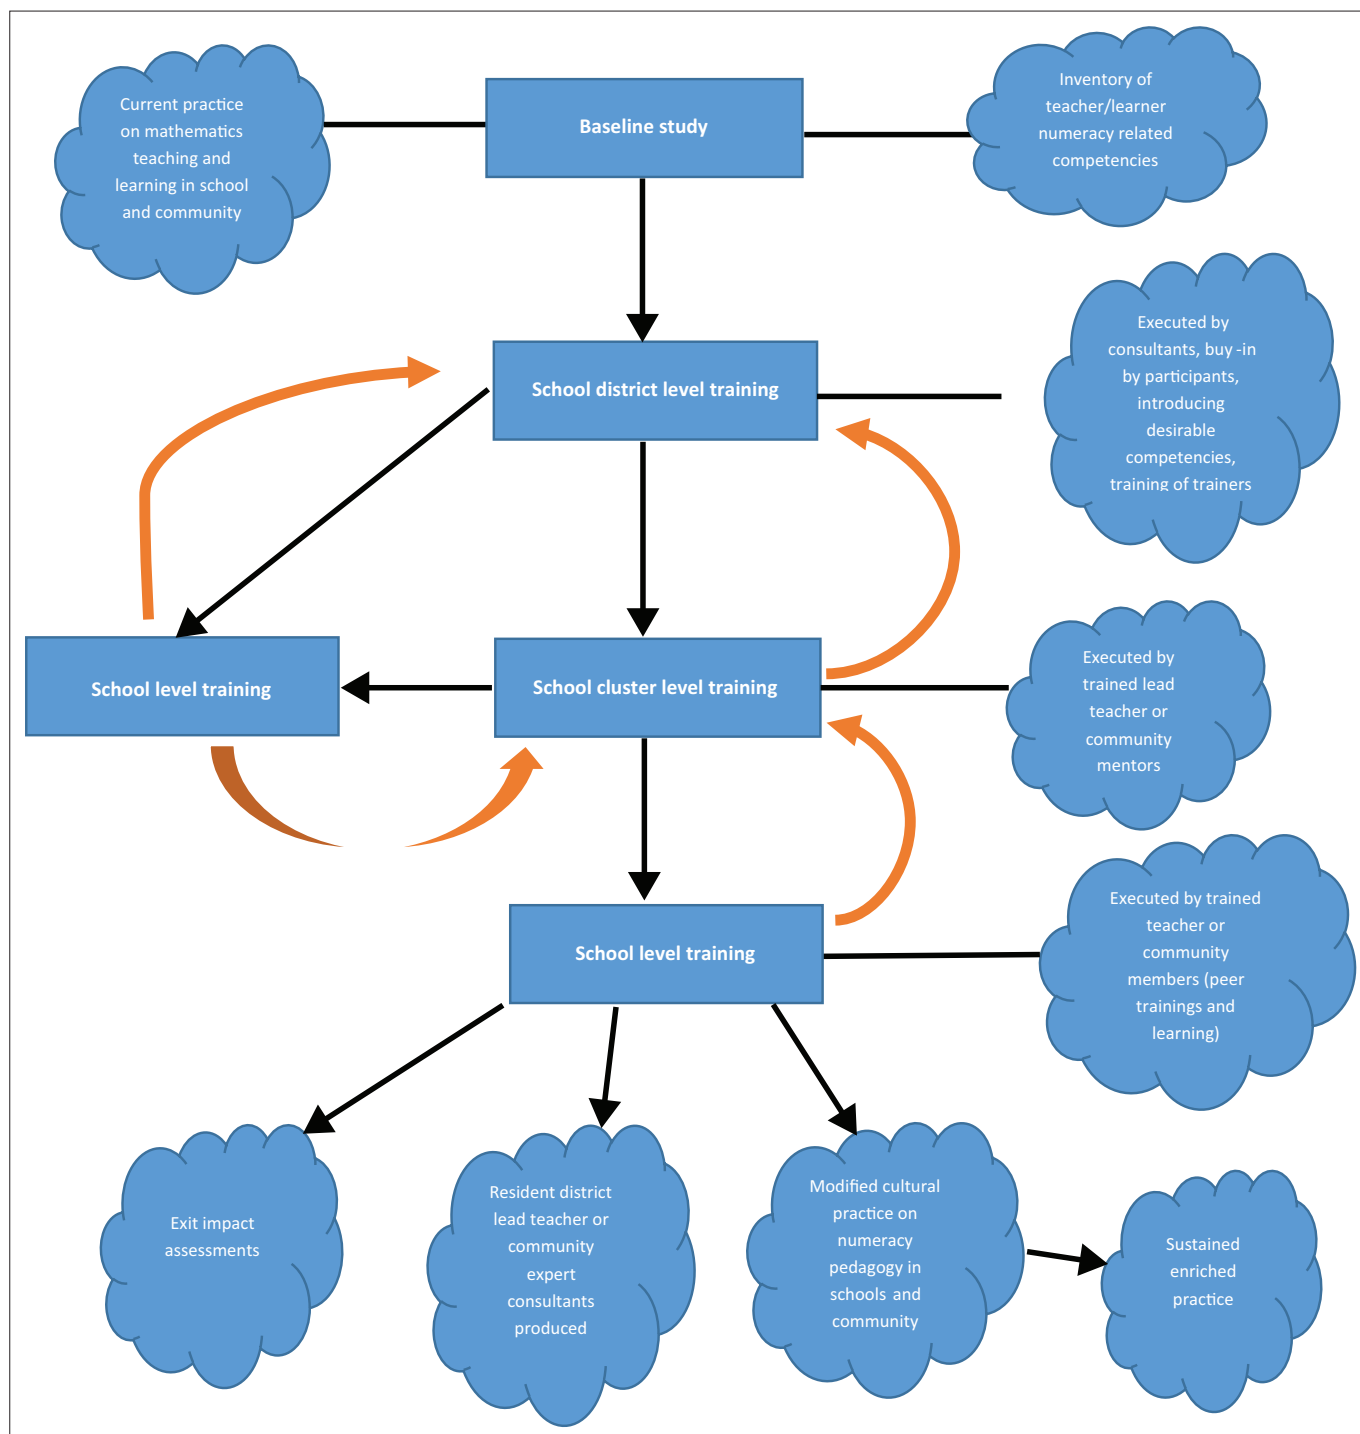 Current practice
on mathematics
teaching and
learning in school
and community
Baseline study
Inventory of
teacher/learner
numeracy related
competencies
School district level training
Executed by
consultants, buy -in
by participants,
introducing
desirable
competencies,
training of trainers
School level training
School cluster level training
Executed by
trained lead
teacher or
community
mentors
School level training
Executed by trained
teacher or
community
members (peer
trainings and
learning)
Exit impact
assessments
Resident district
lead teacher or
community
expert
consultants
produced
Modified cultural
practice on
numeracy
pedagogy in
schools and
community
Sustained
enriched
practice